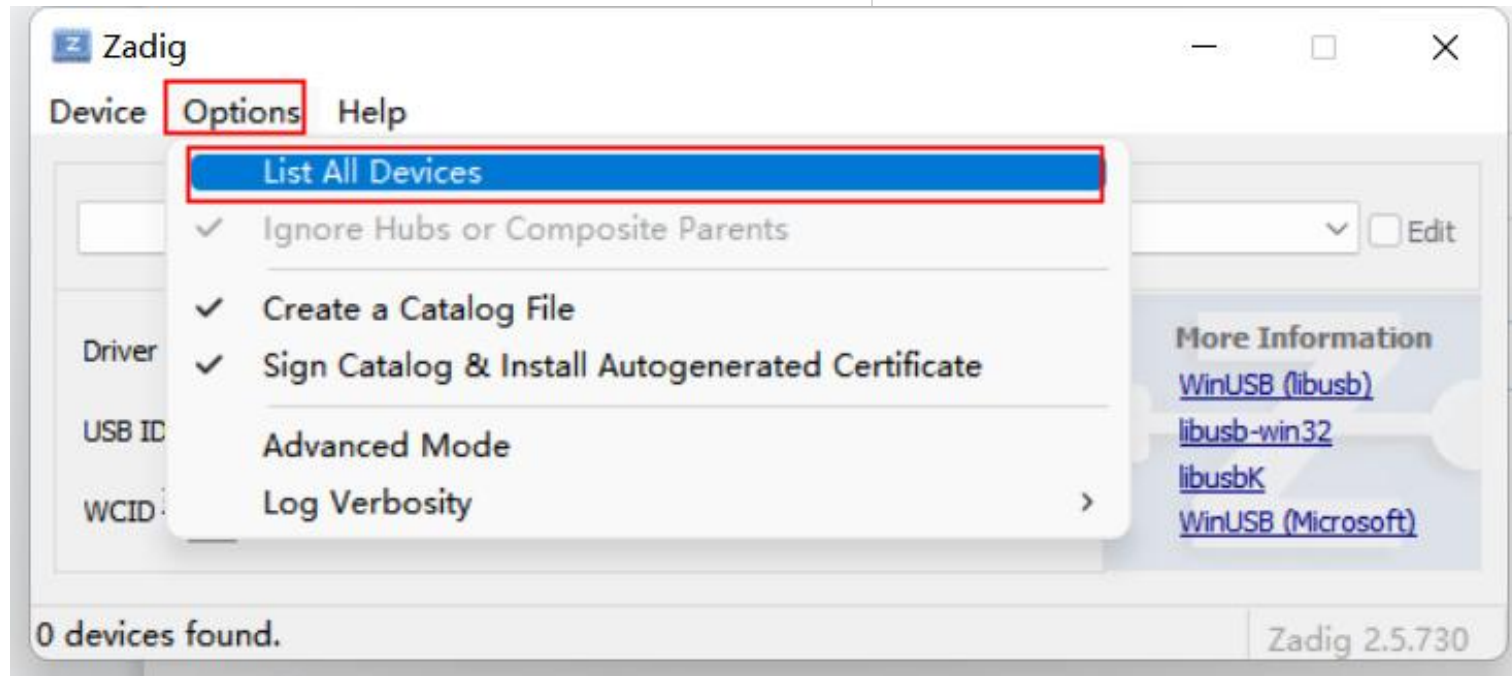 Zadig
Device Options Help
List All Devices
Ignore Hubs or Composite Parents
Edit
Create a Catalog File
Sign Catalog & Install Autogenerated Certificate
Advanced Mode
Log Verbosity
Driver
USB ID
WCID
More Information
WinUSB (libusb)
libusb-win32
libusbK
WinUSB (Microsoft)
0 devices found.
Zadig 2.5.730